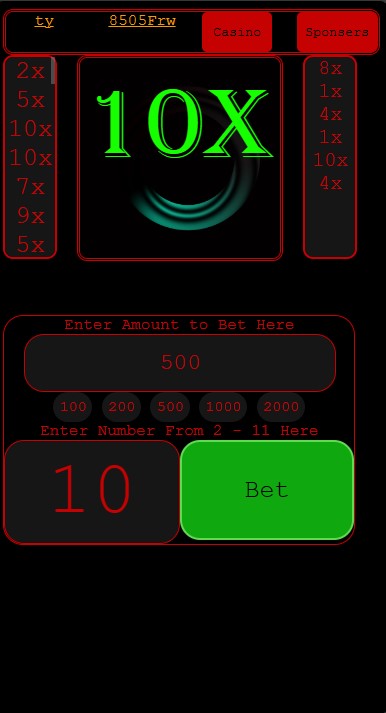 ty 8505Frw Casino Sponsers
2x
5x
10x
10x
7x
9x
5x
10X
8x
1x
4x
1x
10x
4x
Enter Amount to Bet Here
500
100 200 500 1000 2000
Enter Number From 2 - 11 Here
10 Bet